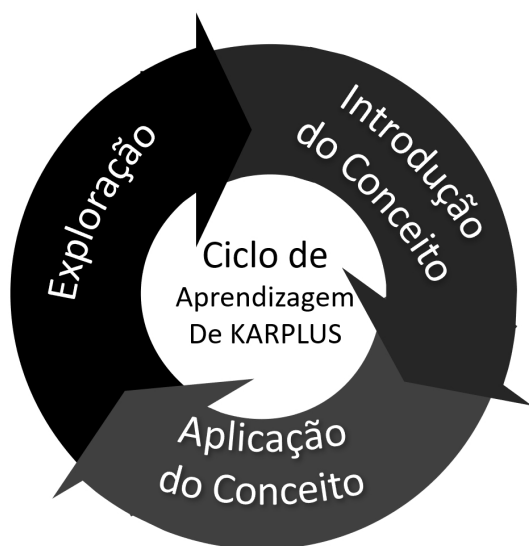 Exploração
Introdução
do Conceito
Ciclo de
Aprendizagem
De KARPLUS
Aplicação
do Conceito